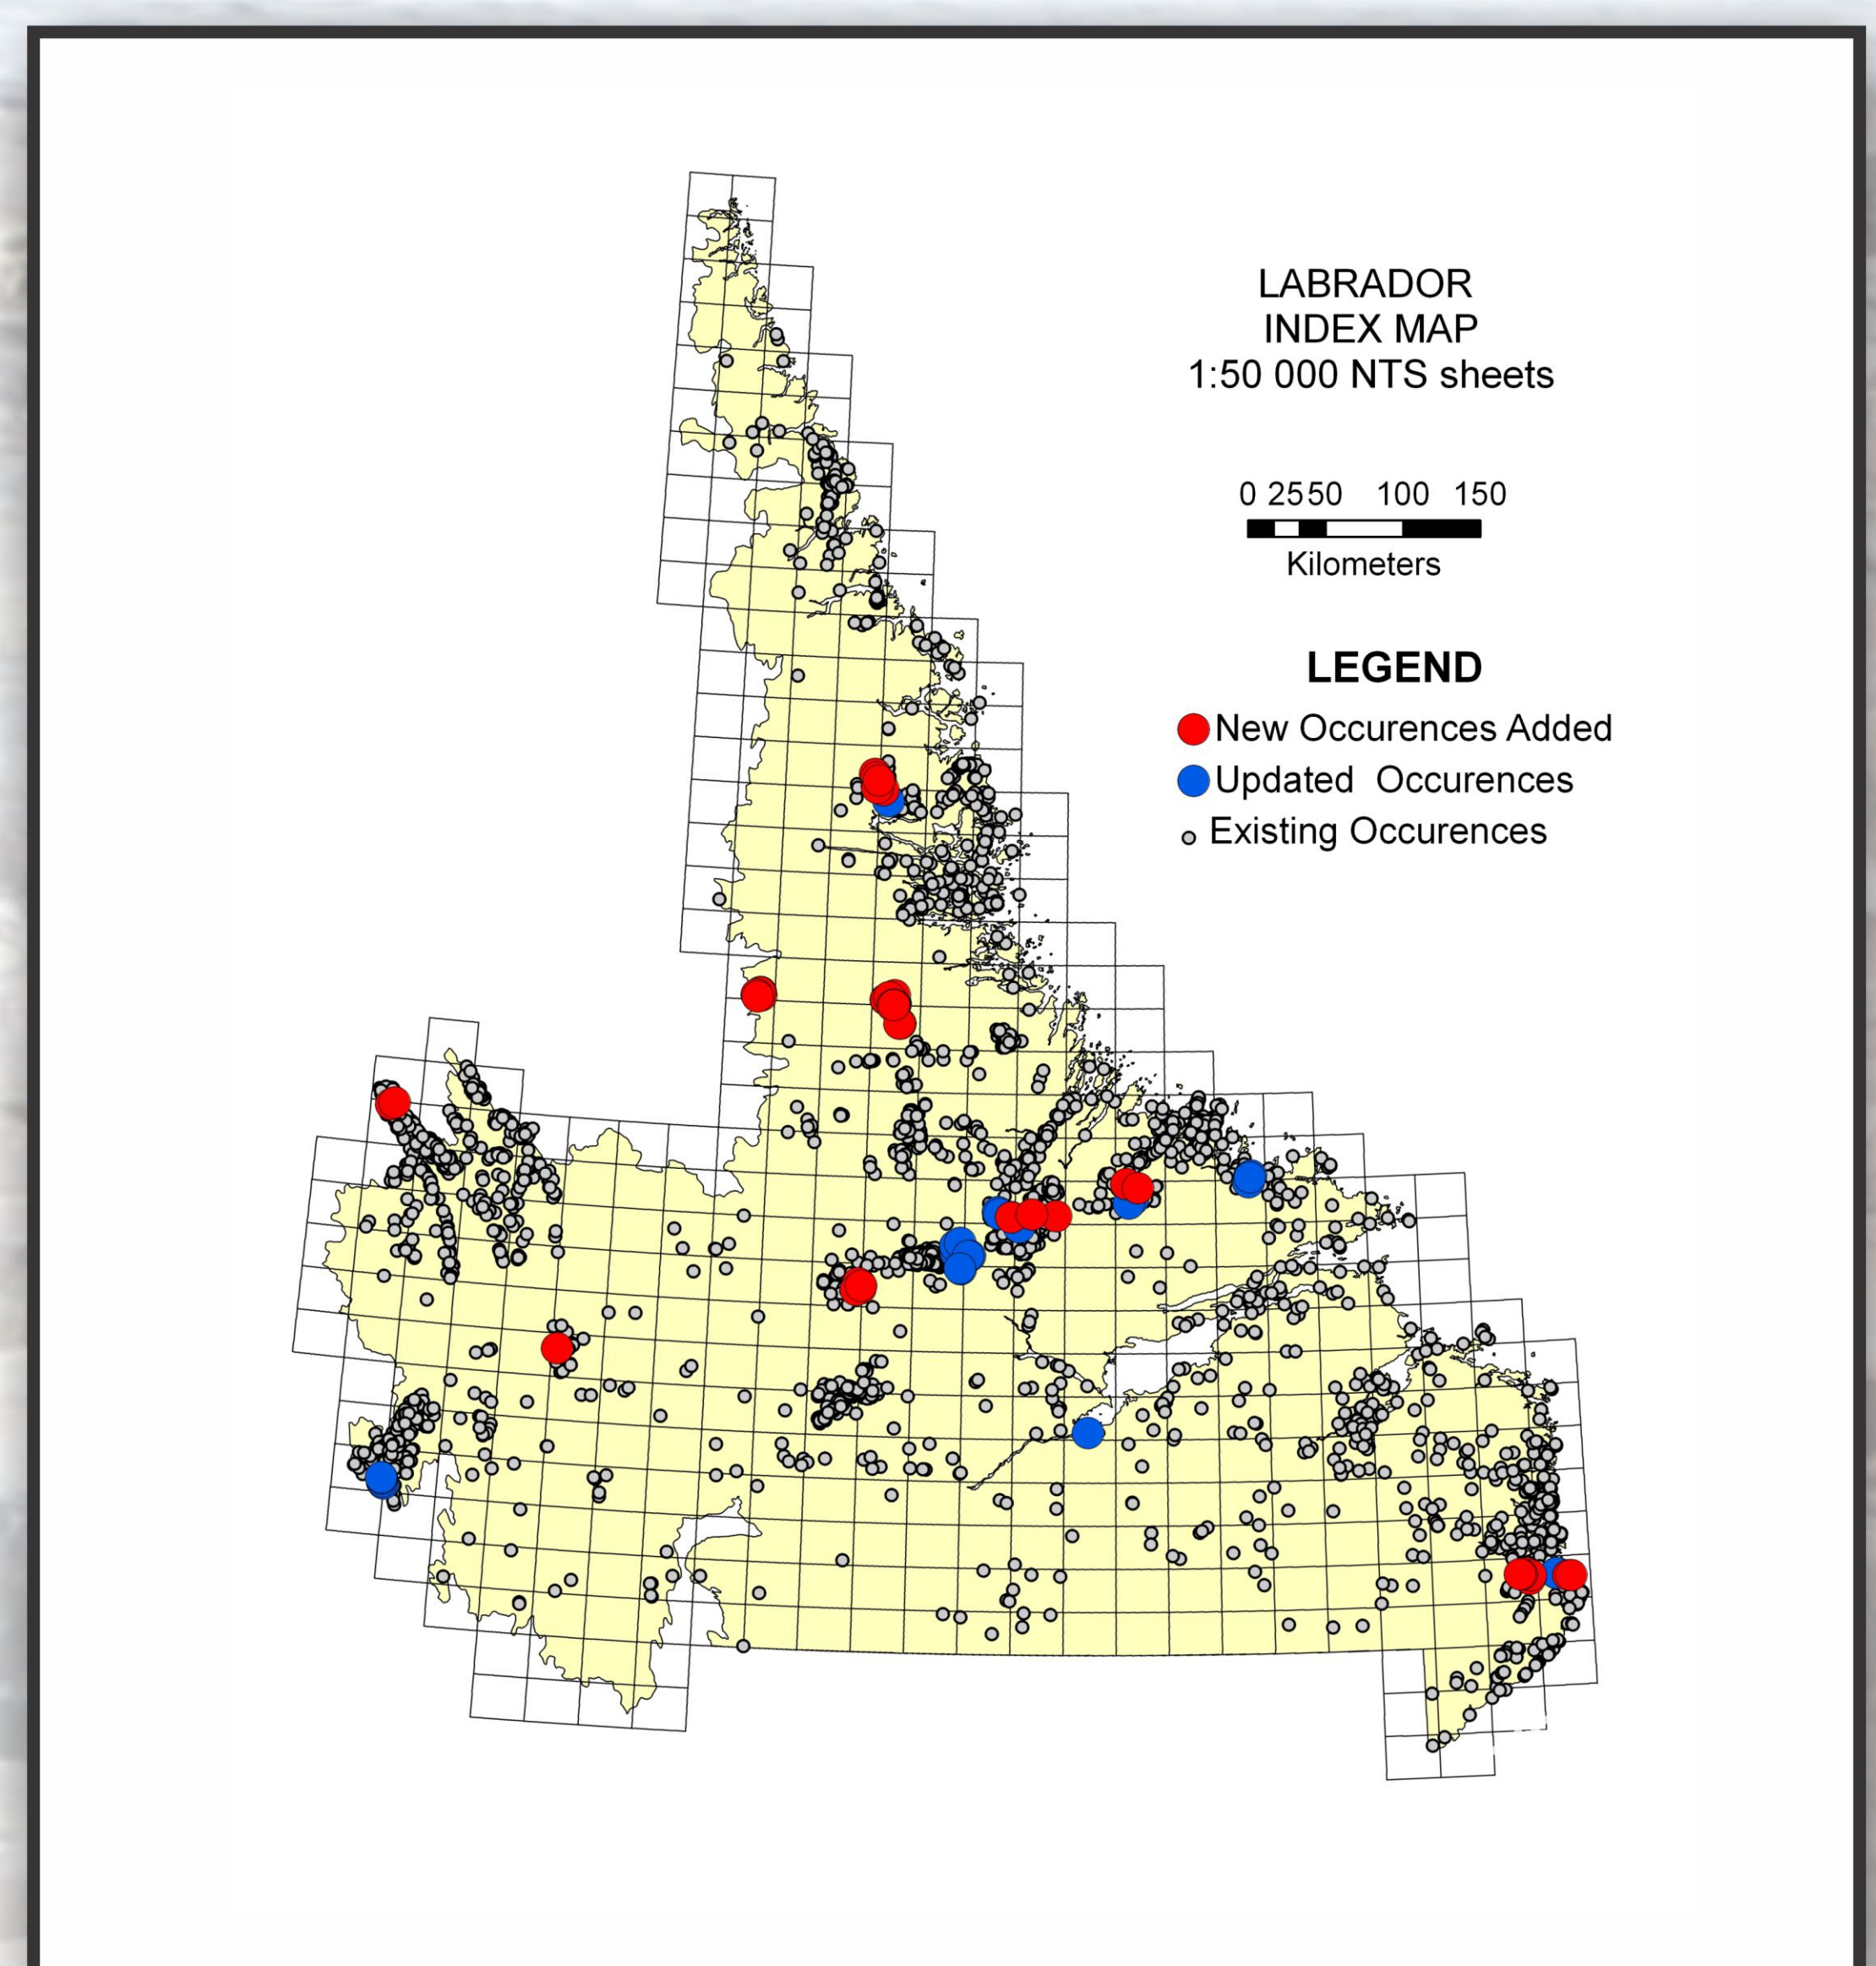 LABRADOR
INDEX MAP
1:50 000 NTS sheets
0 25 50 100 150
Kilometers
LEGEND
New Occurences Added
Updated Occurences
Existing Occurences